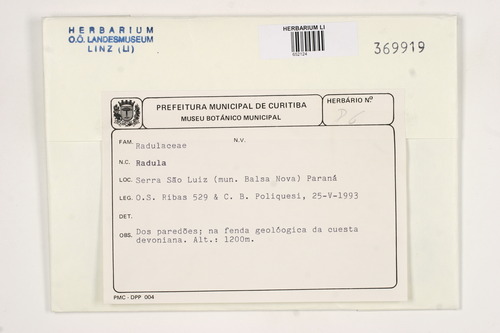 HERBARIUM
O.Ö. LANDESMUSEUM
LINZ (LI)
HERBARIUM LI
369919
PREFEITURA MUNICIPAL DE CURITIBA
MUSEU BOTÂNICO MUNICIPAL
HERBÁRIO N.º
FAM. Radulaceae N.V.
N.C. Radula
LOC. Serra São Luiz (mun. Balsa Nova) Paraná
LEG. O.S. Ribas 529 & C. B. Poliquesi, 25-V-1993
DET.
OBS. Dos paredões; na fenda geolôogica da cuesta
devoniana. Alt.: 1200m.
PMC - DPP 004